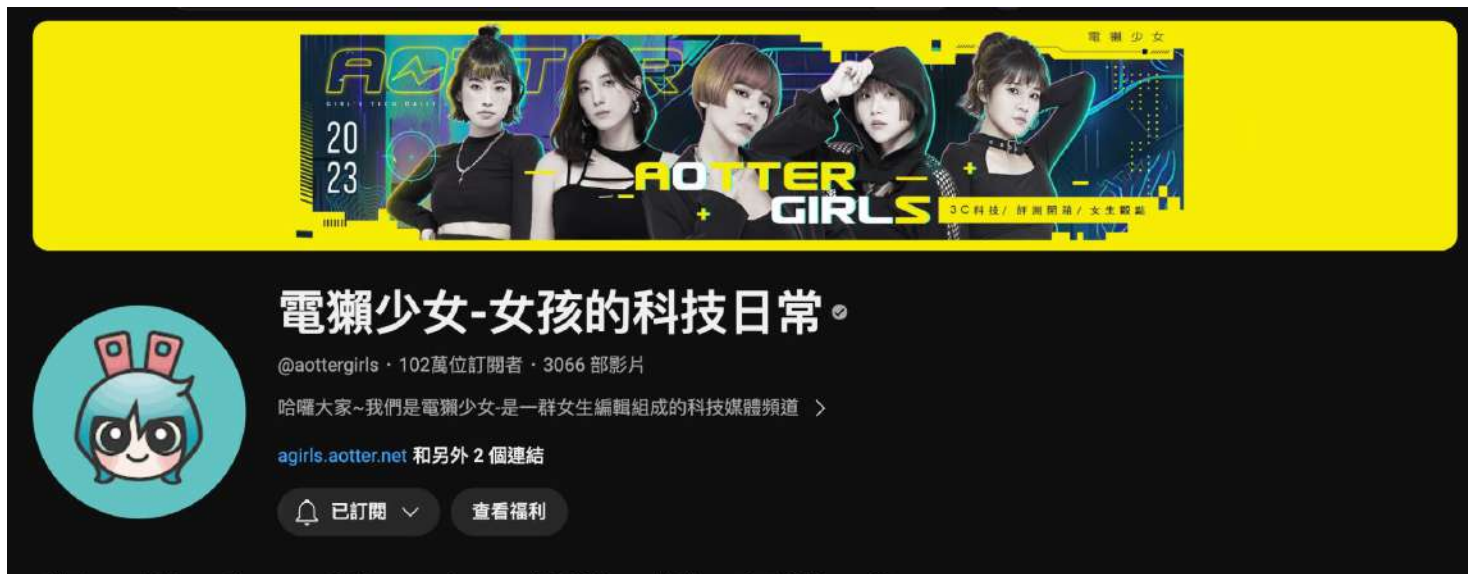 電獺少女
AOTTER
GIRL'S TECH DAILY
20
23
AOTTER
GIRLS
3C科技/ 評測開箱/ 女生觀點
電獺少女-女孩的科技日常
@aottergirls・102萬位訂閱者・3066 部影片
哈囉大家~我們是電獺少女-是一群女生編輯組成的科技媒體頻道
agirls.aotter.net 和另外 2 個連結
已訂閱
查看福利